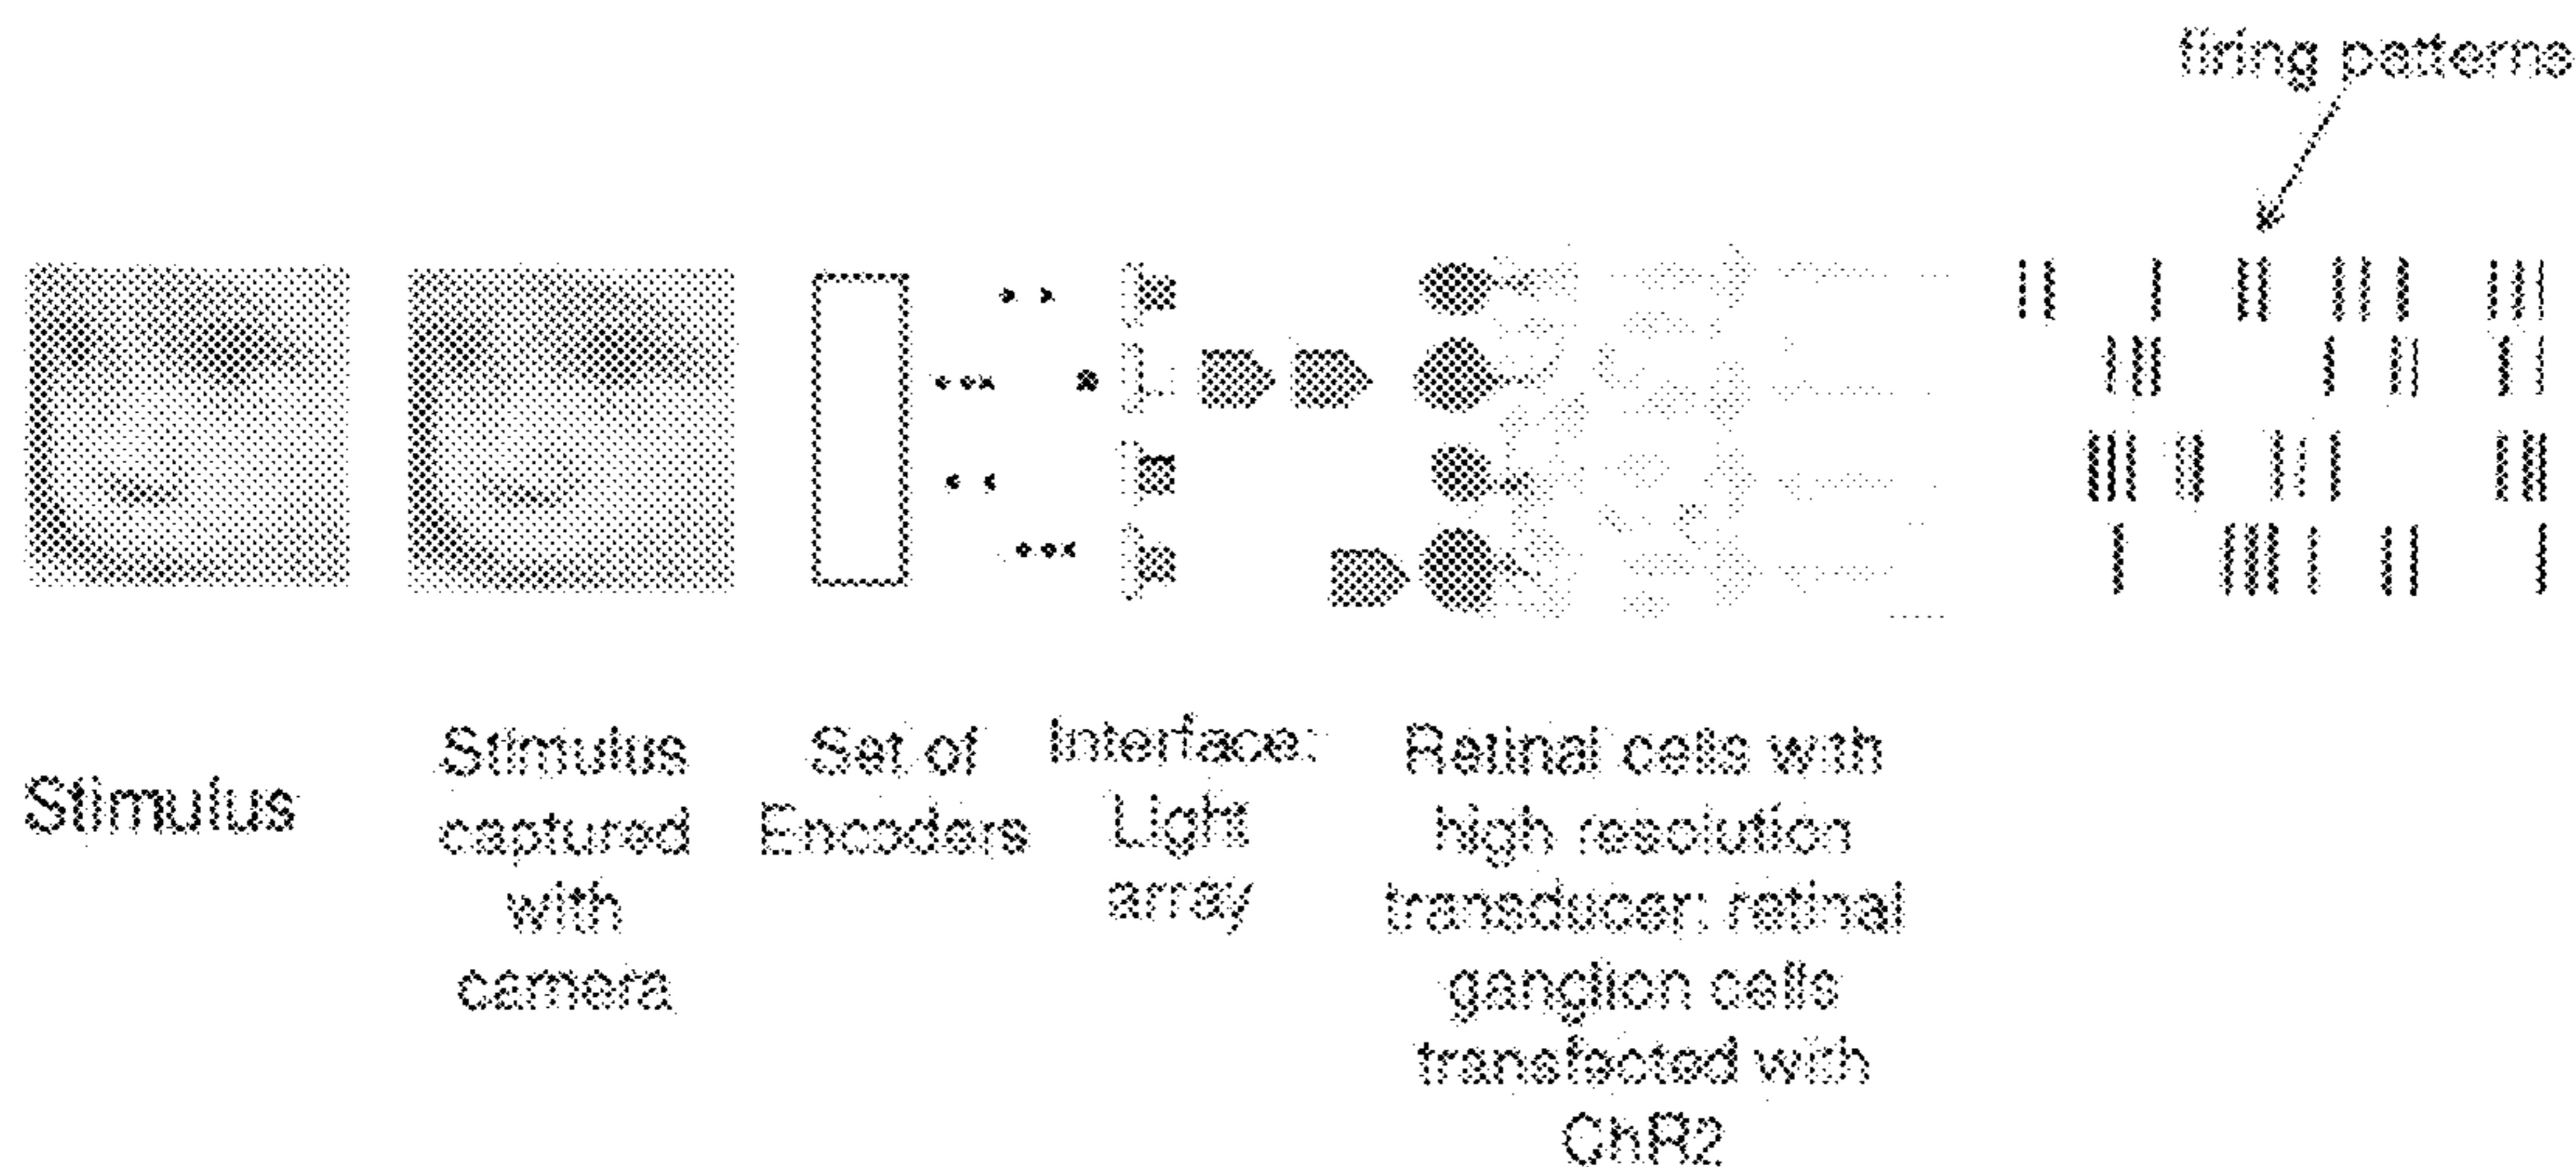 firing patterns
Stimulus
Stimulus
captured
with
camera
Set of
Encoders
Interface:
Light
array
Retinal cells with
high resolution
transducer: retinal
ganglion cells
transfected with
ChR2